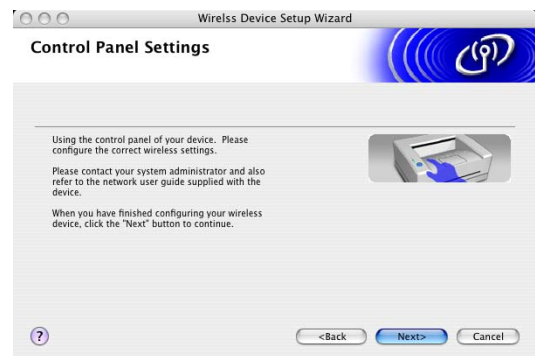 Wirelss Device Setup Wizard
Control Panel Settings
Using the control panel of your device. Please
configure the correct wireless settings.
Please contact your system administrator and also
refer to the network user guide supplied with the
device.
When you have finished configuring your wireless
device, click the "Next" button to continue.
?
<Back
Next>
Cancel